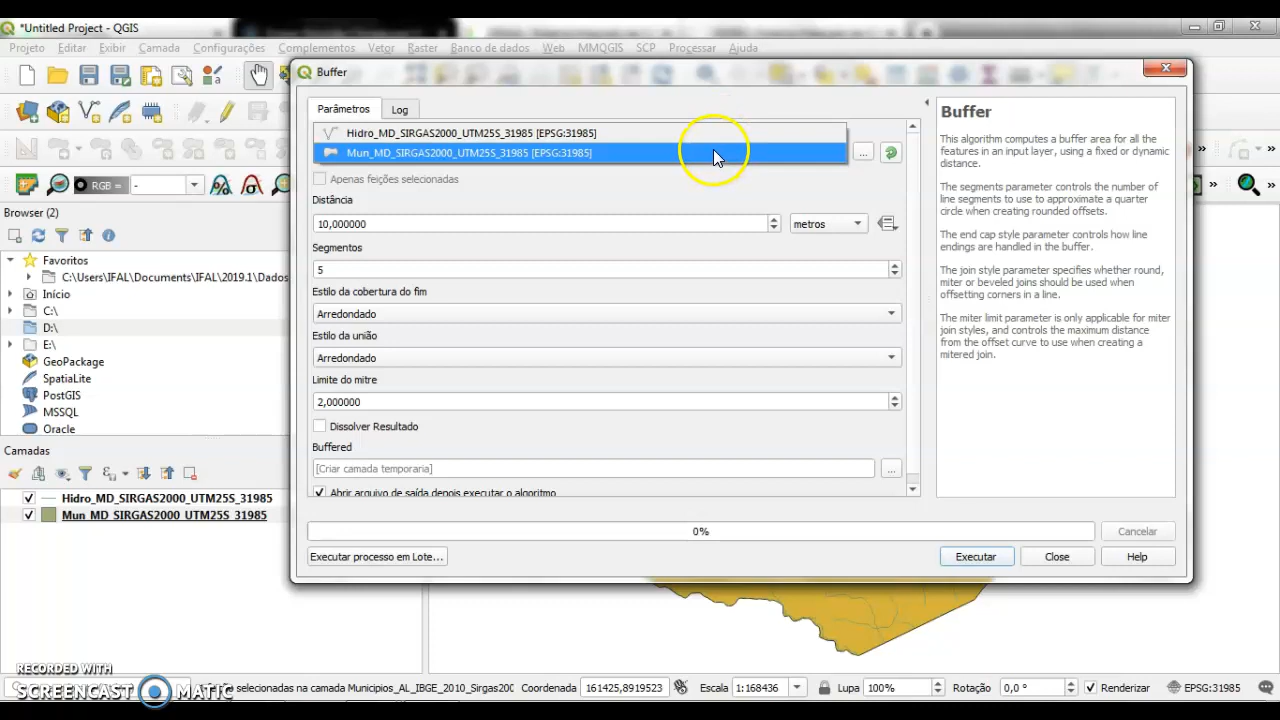 *Untitled Project - QGIS
Projeto Editar Exibir Camada Configurações Complementos Vetor Raster Banco de dados Web MMQGIS SCP Processar Ajuda
Buffer
Parâmetros Log
Hidro_MD_SIRGAS2000_UTM25S_31985 [EPSG:31985]
Mun_MD_SIRGAS2000_UTM25S_31985 [EPSG:31985]
...
Apenas feições selecionadas
Distância
10,000000 metros
Segmentos
5
Estilo da cobertura do fim
Arredondado
Estilo da união
Arredondado
Limite do mitre
2,000000
Dissolver Resultado
Buffered
[Criar camada temporaria] ...
Abrir arquivo de saída depois executar o algoritmo
0% Cancelar
Executar processo em Lote... Executar Close Help
Buffer
This algorithm computes a buffer area for all the
features in an input layer, using a fixed or dynamic
distance.
The segments parameter controls the number of
line segments to use to approximate a quarter
circle when creating rounded offsets.
The end cap style parameter controls how line
endings are handled in the buffer.
The join style parameter specifies whether round,
miter or beveled joins should be used when
offsetting corners in a line.
The miter limit parameter is only applicable for miter
join styles, and controls the maximum distance
from the offset curve to use when creating a
mitered join.
RGB = -
Browser (2)
Favoritos
C:\Users\IFAL\Documents\IFAL\2019.1\Dados
Início
C:\
D:\
E:\
GeoPackage
SpatiaLite
PostGIS
MSSQL
Oracle
Camadas
Hidro_MD_SIRGAS2000_UTM25S_31985
Mun_MD_SIRGAS2000_UTM25S_31985
RECORDED WITH
SCREENCAST MATIC
selecionadas na camada Municípios_AL_IBGE_2010_Sirgas200 Coordenada 161425,8919523 Escala 1:168436 Lupa 100% Rotação 0,0 ° Renderizar EPSG:31985